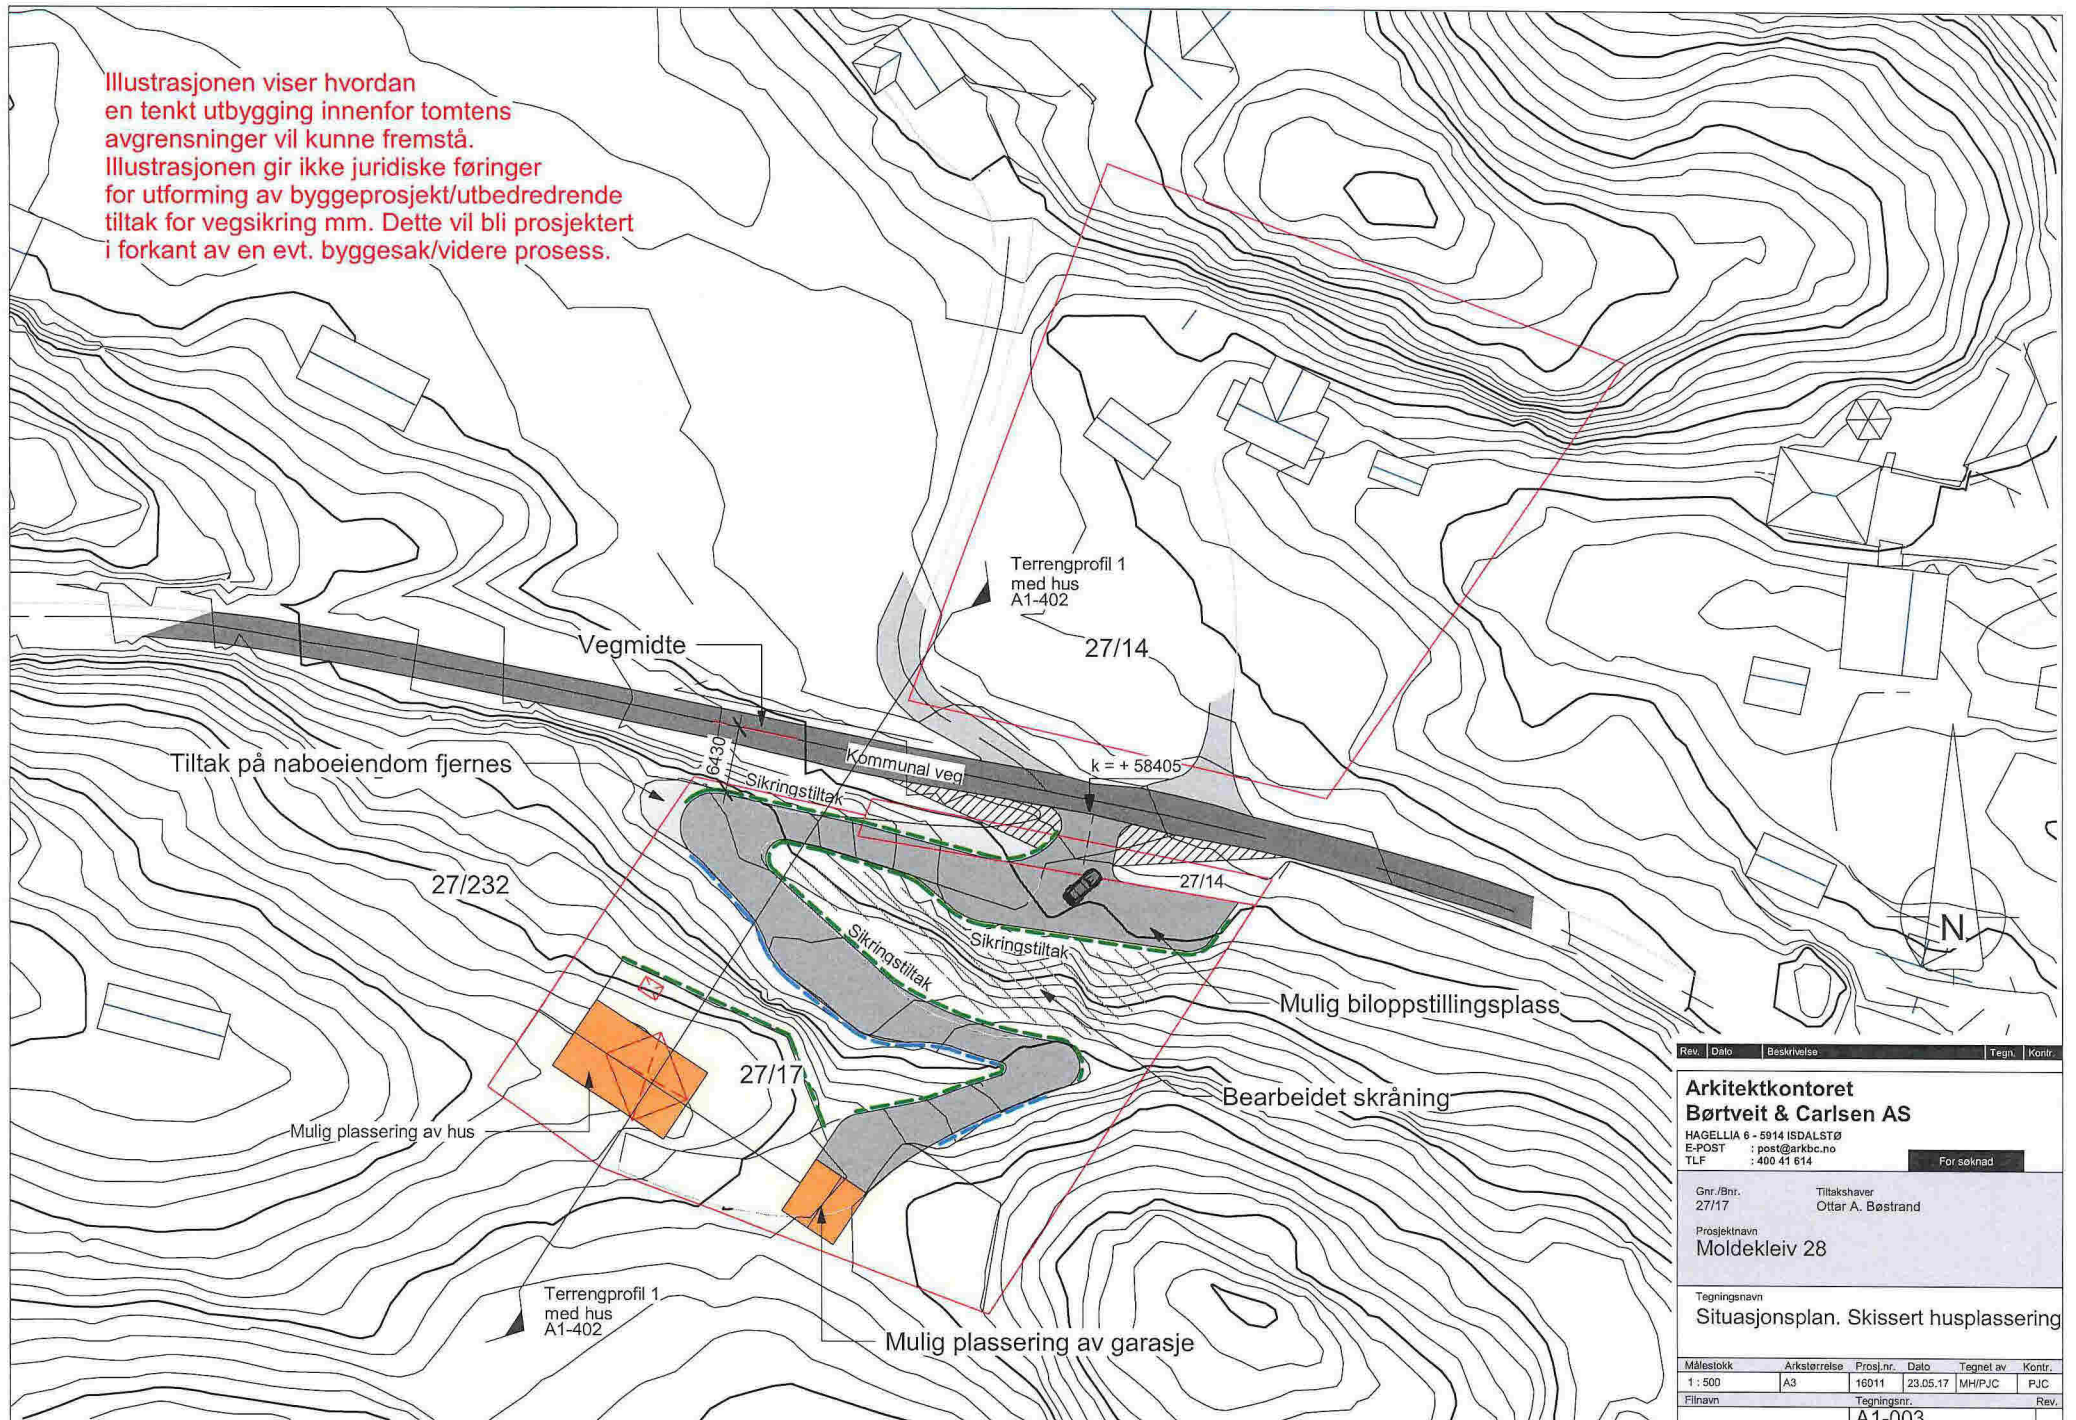 Illustrasjonen viser hvordan
en tenkt utbygging innenfor tomtens
avgrensninger vil kunne fremstå.
Illustrasjonen gir ikke juridiske føringer
for utforming av byggeprosjekt/utbedredrende
tiltak for vegsikring mm. Dette vil bli prosjektert
i forkant av en evt. byggesak/videre prosess.
Terrengprofil 1
med hus
A1-402
27/14
Vegmidte
Tiltak på naboeiendom fjernes
6430
Kommunal veg
k = + 58405
Sikringstiltak
27/232
27/14
Sikringstiltak
Sikringstiltak
N
Mulig biloppstillingsplass
27/17
Bearbeidet skråning
Mulig plassering av hus
Terrengprofil 1
med hus
A1-402
Mulig plassering av garasje
Rev. Dato Beskrivelse Tegn. Kontr.
Arkitektkontoret
Børtveit & Carlsen AS
HAGELLIA 6 - 5914 ISDALSTØ
E-POST : post@arkbc.no
TLF : 400 41 614
For søknad
Gnr./Bnr. Tiltakshaver
27/17 Ottar A. Bøstrand
Prosjektnavn
Moldekleiv 28
Tegningsnavn
Situasjonsplan. Skissert husplassering
Målestokk Arkstørrelse Prosj.nr. Dato Tegnet av Kontr.
1 : 500 A3 16011 23.05.17 MH/PJC PJC
Filnavn Tegningsnr. Rev.
A1-003